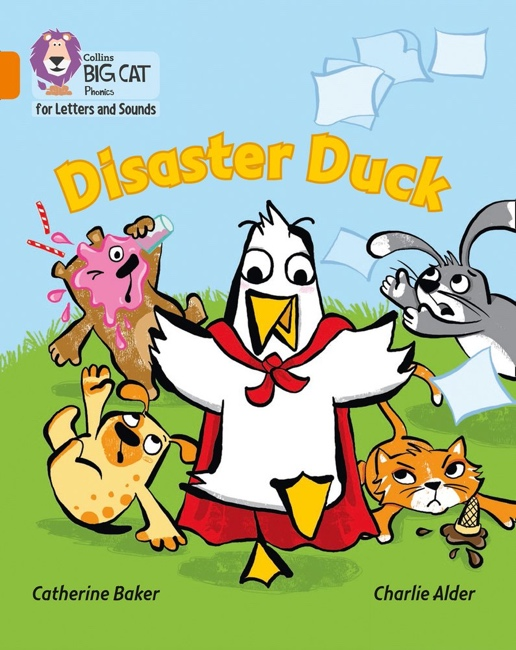 Collins
BIG CAT
Phonics
for Letters and Sounds
Disaster Duck
Catherine Baker
Charlie Alder